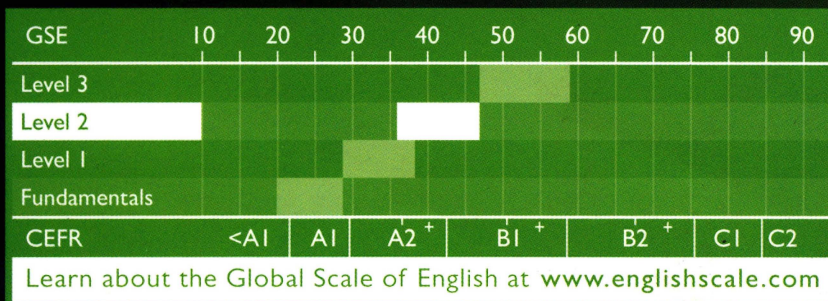 GSE 10 20 30 40 50 60 70 80 90
Level 3
Level 2
Level 1
Fundamentals
CEFR <A1 A1 A2 + B1 + B2 + C1 C2
Learn about the Global Scale of English at www.englishscale.com